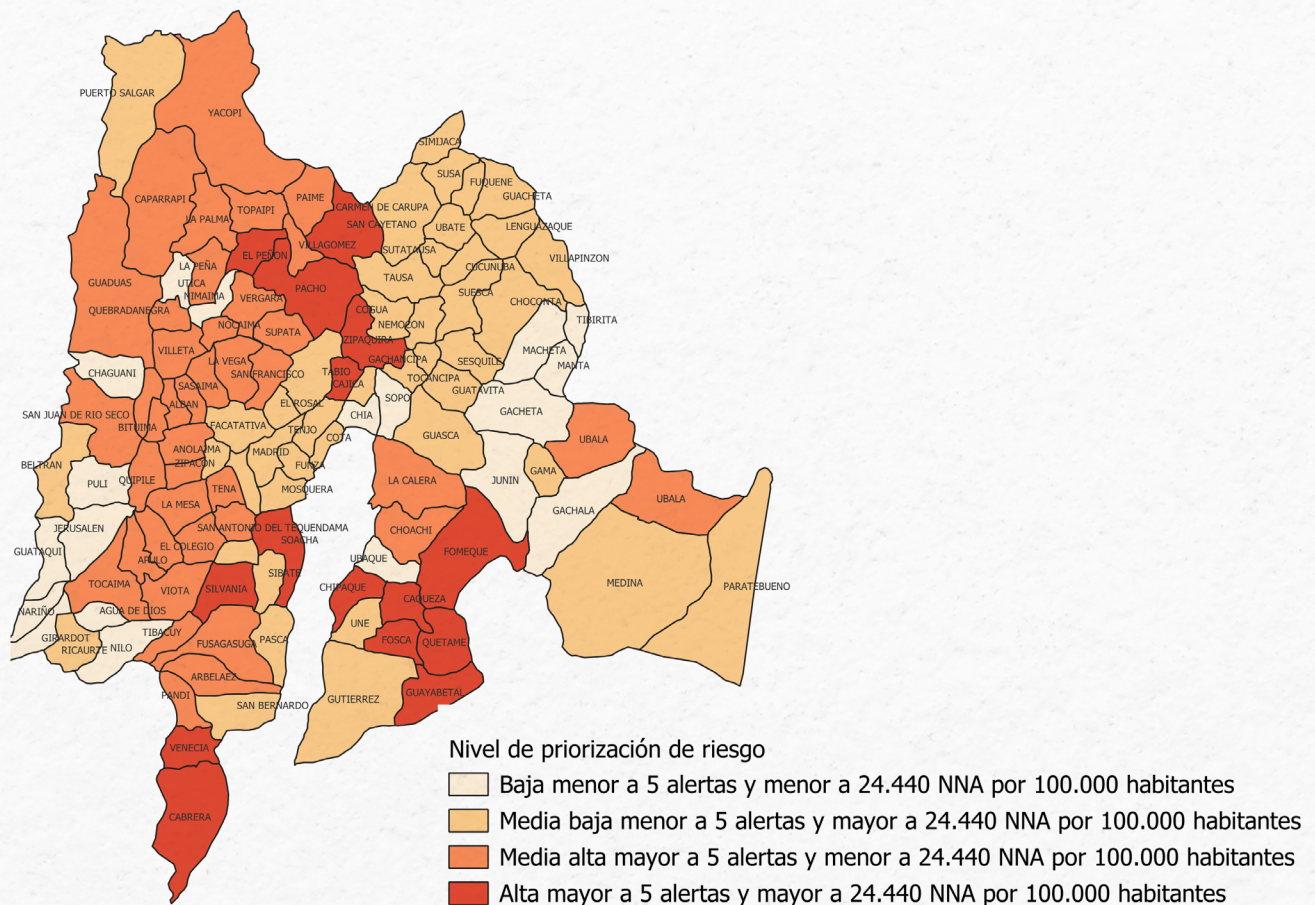 PUERTO SALGAR
YACOPI
SIMIJACA
SUSA
FUQUENE
GUACHETA
CAPARRAPI
PAIME
CARMEN DE CARUPA
TOPAIPI
LA PALMA
SAN CAYETANO
UBATE
LENGUAZAQUE
VILLAGOMEZ
SUTATAUSA
EL PEÑON
VILLAPINZON
LA PEÑA
CUCUNUBA
TAUSA
GUADUAS
UTICA
PACHO
SUESCA
NIMAIMA
VERGARA
CHOCONTA
QUEBRADANEGRA
COGUA
TIBIRITA
NOCAIMA
NEMOCON
SUPATA
ZIPAQUIRA
VILLETA
MACHETA
GACHANCIPA
LA VEGA
SESQUILE
MANTA
CHAGUANI
SAN FRANCISCO
TABIO
TOCANCIPA
SASAIMA
CAJICA
GUATAVITA
ALBAN
EL ROSAL
SAN JUAN DE RIO SECO
CHIA
SOPO
GACHETA
BITUIMA
FACATATIVA
TENJO
COTA
GUASCA
UBALA
ANOLAIMA
MADRID
ZIPACON
BELTRAN
FUNZA
GAMA
PULI
QUIPILE
LA CALERA
JUNIN
TENA
MOSQUERA
UBALA
LA MESA
GACHALA
JERUSALEN
SAN ANTONIO DEL TEQUENDAMA
CHOACHI
SOACHA
EL COLEGIO
GUATAQUI
FOMEQUE
APULO
UBAQUE
SIBATE
TOCAIMA
MEDINA
PARATEBUENO
VIOTA
SILVANIA
CHIPAQUE
CAQUEZA
NARIÑO
AGUA DE DIOS
UNE
TIBACUY
GIRARDOT
PASCA
FOSCA
QUETAME
FUSAGASUGA
NILO
RICAURTE
ARBELAEZ
GUAYABETAL
PANDI
GUTIERREZ
SAN BERNARDO
VENECIA
CABRERA
Nivel de priorización de riesgo
Baja menor a 5 alertas y menor a 24.440 NNA por 100.000 habitantes
Media baja menor a 5 alertas y mayor a 24.440 NNA por 100.000 habitantes
Media alta mayor a 5 alertas y menor a 24.440 NNA por 100.000 habitantes
Alta mayor a 5 alertas y mayor a 24.440 NNA por 100.000 habitantes